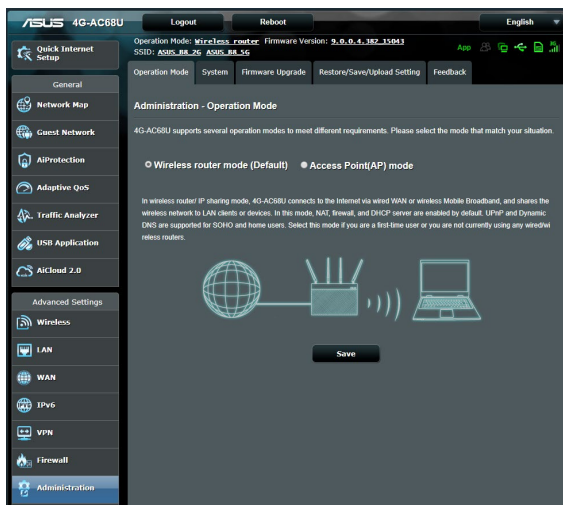 ASUS 4G-AC68U
Logout
Reboot
English
Quick Internet Setup
Operation Mode: Wireless router Firmware Version: 9.0.0.4.382_15043
SSID: ASUS_B8_2G ASUS_B8_5G
App
Operation Mode
System
Firmware Upgrade
Restore/Save/Upload Setting
Feedback
General
Network Map
Guest Network
AiProtection
Adaptive QoS
Traffic Analyzer
USB Application
AiCloud 2.0
Advanced Settings
Wireless
LAN
WAN
IPv6
VPN
Firewall
Administration
Administration - Operation Mode
4G-AC68U supports several operation modes to meet different requirements. Please select the mode that match your situation.
Wireless router mode (Default)
Access Point(AP) mode
In wireless router/ IP sharing mode, 4G-AC68U connects to the Internet via wired WAN or wireless Mobile Broadband, and shares the
wireless network to LAN clients or devices. In this mode, NAT, firewall, and DHCP server are enabled by default. UPnP and Dynamic
DNS are supported for SOHO and home users. Select this mode if you are a first-time user or you are not currently using any wired/wi
reless routers.
Save